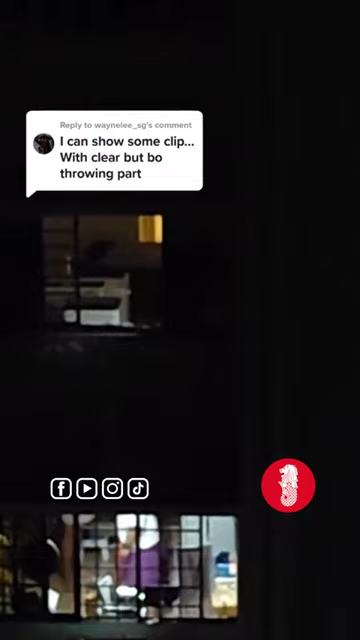 Reply to waynelee_sg's comment
I can show some clip...
With clear but bo
throwing part